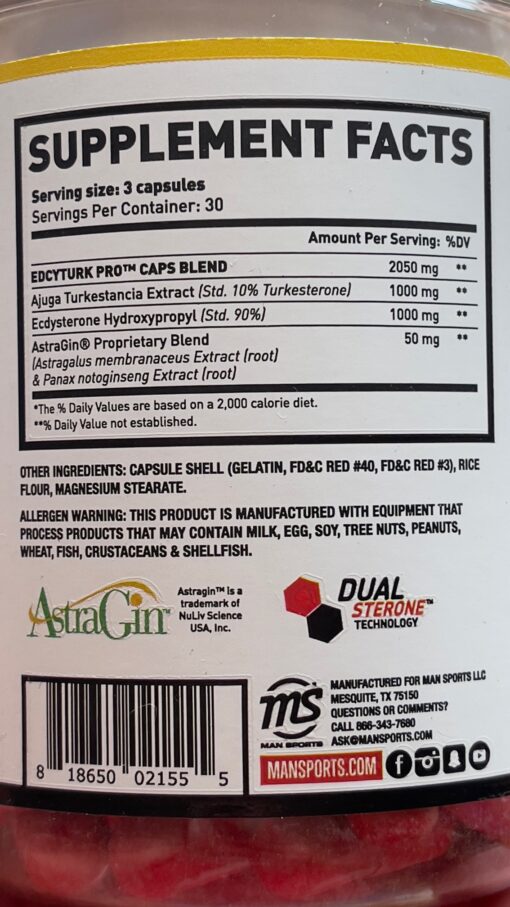 SUPPLEMENT FACTS
Serving size: 3 capsules
Servings Per Container: 30
Amount Per Serving: %DV
EDCYTURK PRO™ CAPS BLEND 2050 mg **
Ajuga Turkestancia Extract (Std. 10% Turkesterone) 1000 mg **
Ecdysterone Hydroxypropyl (Std. 90%) 1000 mg **
AstraGin® Proprietary Blend 50 mg **
(Astragalus membranaceus Extract (root)
& Panax notoginseng Extract (root)
*The % Daily Values are based on a 2,000 calorie diet.
**% Daily Value not established.
OTHER INGREDIENTS: CAPSULE SHELL (GELATIN, FD&C RED #40, FD&C RED #3), RICE
FLOUR, MAGNESIUM STEARATE.
ALLERGEN WARNING: THIS PRODUCT IS MANUFACTURED WITH EQUIPMENT THAT
PROCESS PRODUCTS THAT MAY CONTAIN MILK, EGG, SOY, TREE NUTS, PEANUTS,
WHEAT, FISH, CRUSTACEANS & SHELLFISH.
AstraGin™
Astragin™ is a
trademark of
NuLiv Science
USA, Inc.
DUAL
STERONE™
TECHNOLOGY
8 18650 02155 5
ms
MAN SPORTS
MANUFACTURED FOR MAN SPORTS LLC
MESQUITE, TX 75150
QUESTIONS OR COMMENTS?
CALL 866-343-7680
ASK@MANSPORTS.COM
MANSPORTS.COM